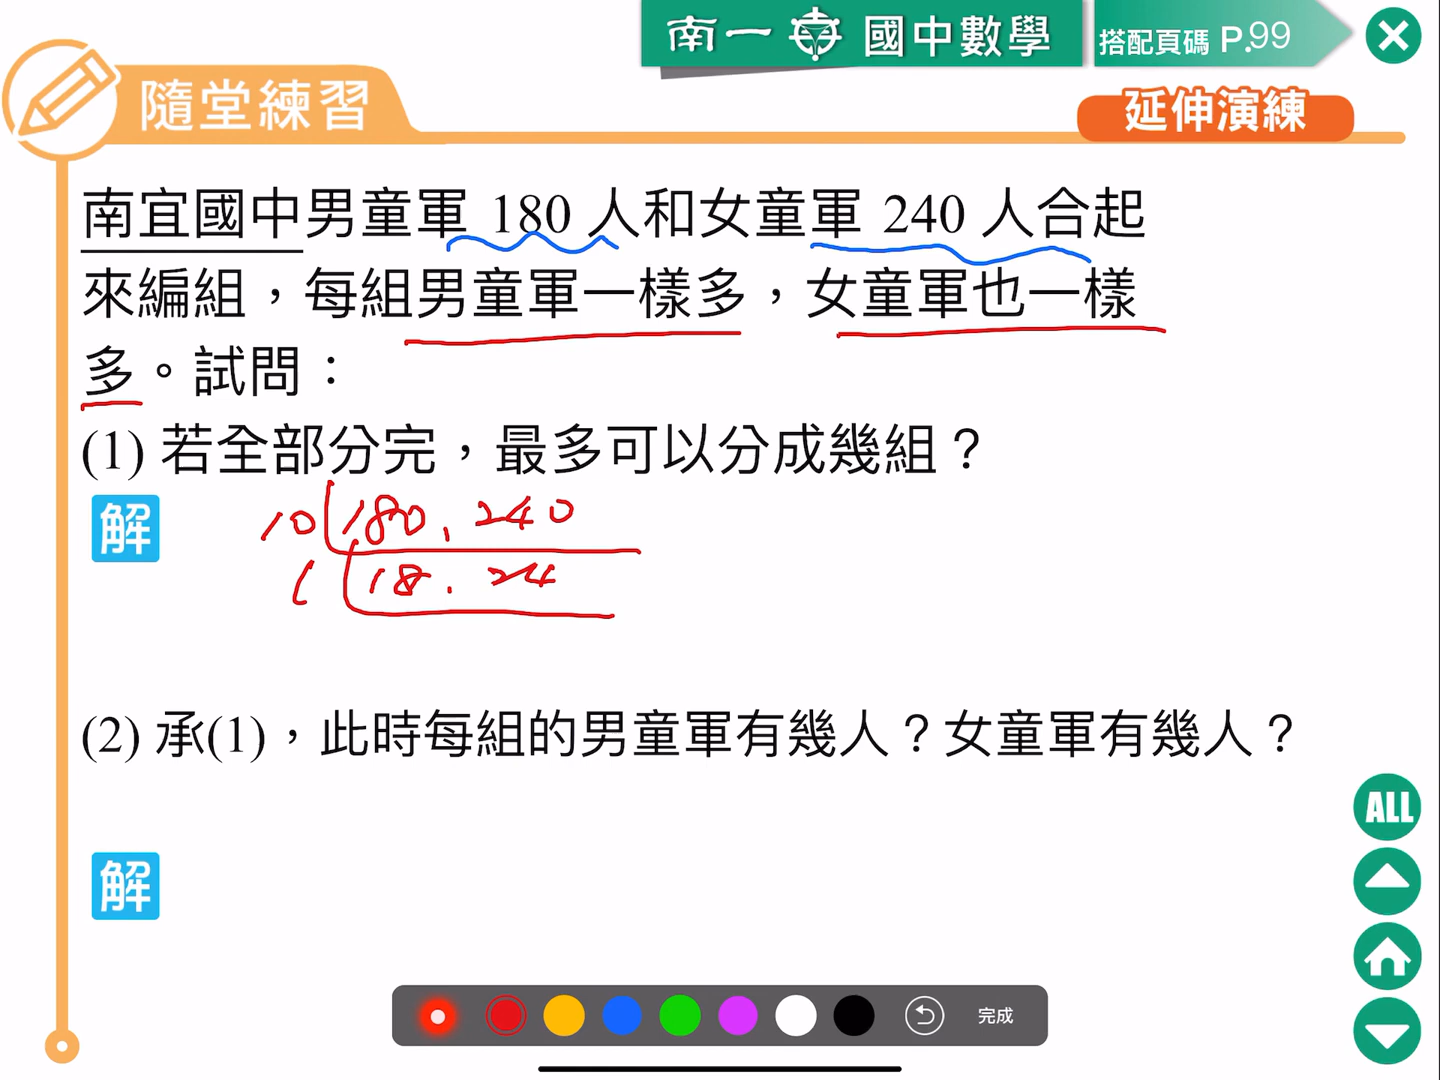 南一 國中數學 搭配頁碼 P.99
隨堂練習
延伸演練
南宜國中男童軍 180 人和女童軍 240 人合起
來編組，每組男童軍一樣多，女童軍也一樣
多。試問：
(1) 若全部分完，最多可以分成幾組？
解
10 180, 240
18. 24
(2) 承(1)，此時每組的男童軍有幾人？女童軍有幾人？
解
ALL
完成